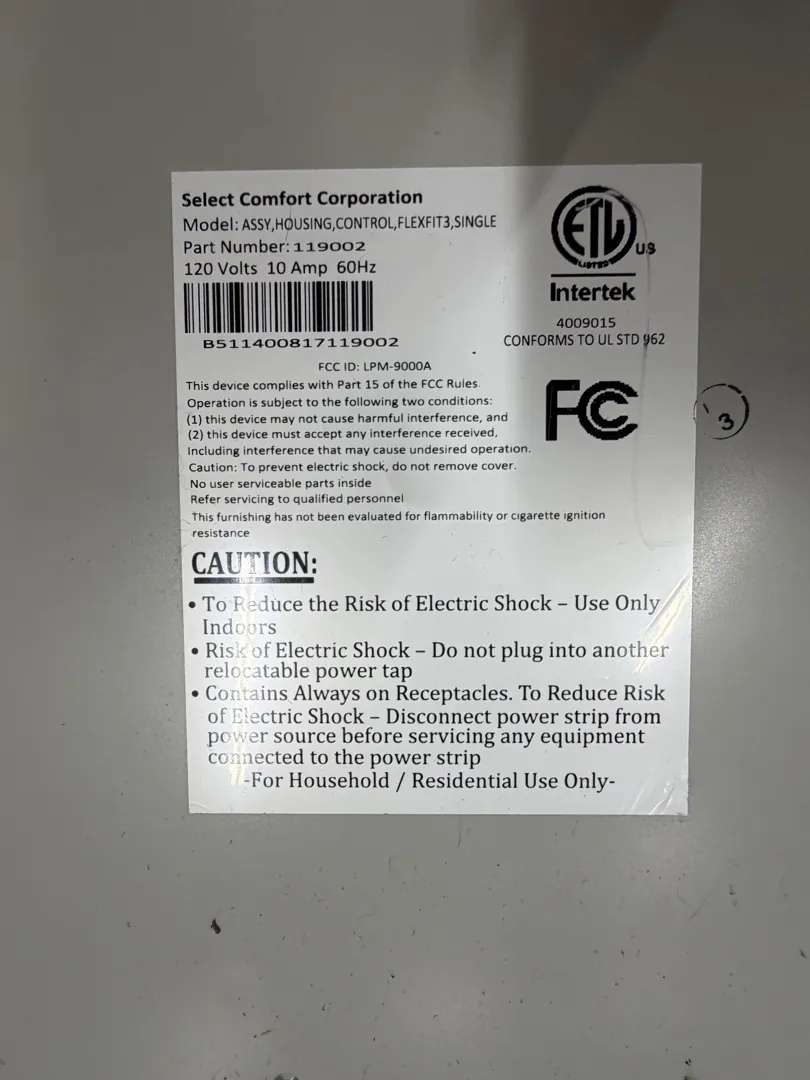 Select Comfort Corporation
Model: ASSY,HOUSING,CONTROL,FLEXFIT3,SINGLE
Part Number: 119002
120 Volts 10 Amp 60Hz
B511400817119002
ETL
LISTED
US
Intertek
4009015
CONFORMS TO UL STD 962
FCC ID: LPM-9000A
This device complies with Part 15 of the FCC Rules.
Operation is subject to the following two conditions:
(1) this device may not cause harmful interference, and
(2) this device must accept any interference received,
Including interference that may cause undesired operation.
Caution: To prevent electric shock, do not remove cover.
No user serviceable parts inside
Refer servicing to qualified personnel
This furnishing has not been evaluated for flammability or cigarette ignition
resistance
FC
3
CAUTION:
• To Reduce the Risk of Electric Shock – Use Only
Indoors
• Risk of Electric Shock – Do not plug into another
relocatable power tap
• Contains Always on Receptacles. To Reduce Risk
of Electric Shock – Disconnect power strip from
power source before servicing any equipment
connected to the power strip
-For Household / Residential Use Only-